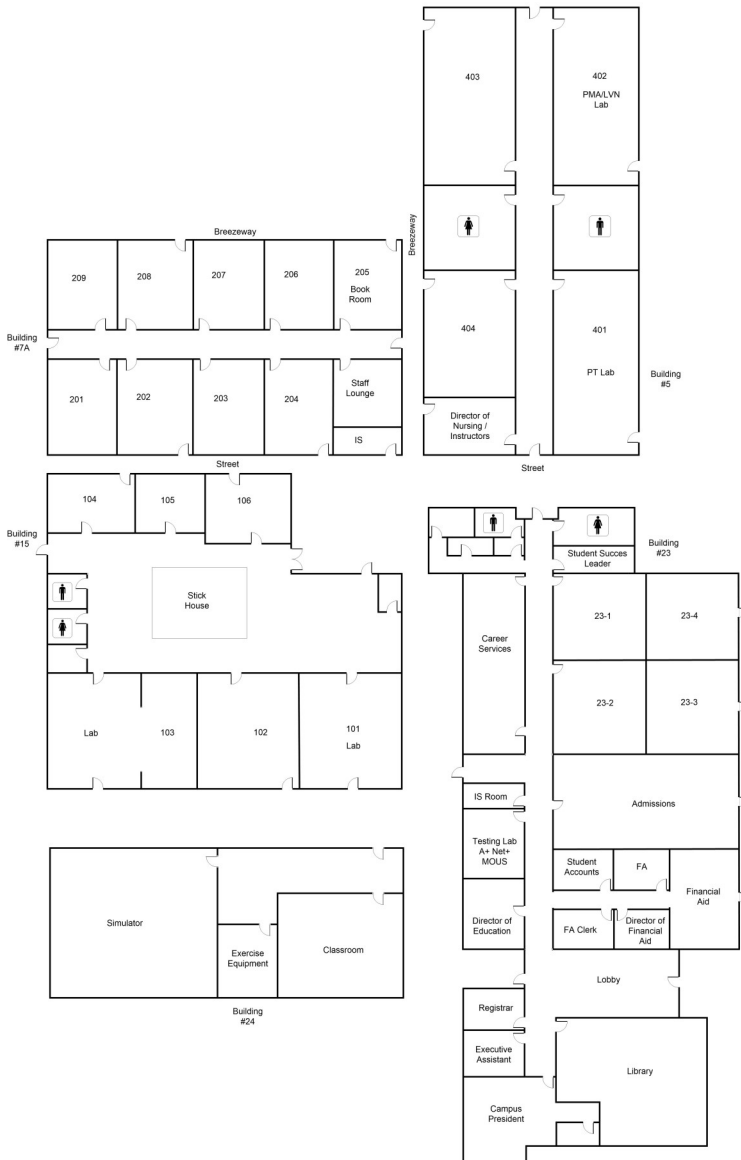 403
402
PMA/LVN
Lab
Breezeway
404
401
PT Lab
Director of
Nursing /
Instructors
Building
#5
Street
Breezeway
209
208
207
206
205
Book
Room
Building
#7A
201
202
203
204
Staff
Lounge
IS
Street
104
105
106
Building
#15
Stick
House
Lab
103
102
101
Lab
Building
#23
Student Succes
Leader
Career
Services
23-1
23-4
23-2
23-3
IS Room
Admissions
Testing Lab
A+ Net+
MOUS
Student
Accounts
FA
Financial
Aid
Director of
Education
FA Clerk
Director of
Financial
Aid
Lobby
Registrar
Executive
Assistant
Library
Campus
President
Simulator
Exercise
Equipment
Classroom
Building
#24